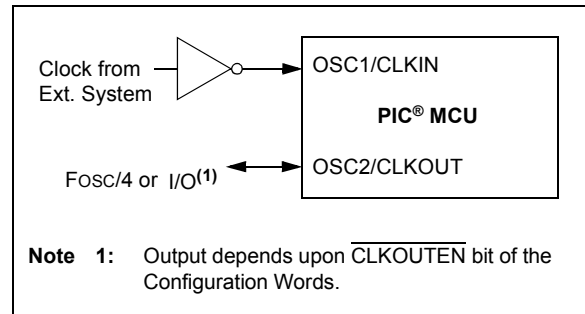 Clock from
Ext. System
OSC1/CLKIN
PIC® MCU
FOSC/4 or I/O(1)
OSC2/CLKOUT
Note 1: Output depends upon CLKOUTEN bit of the
Configuration Words.